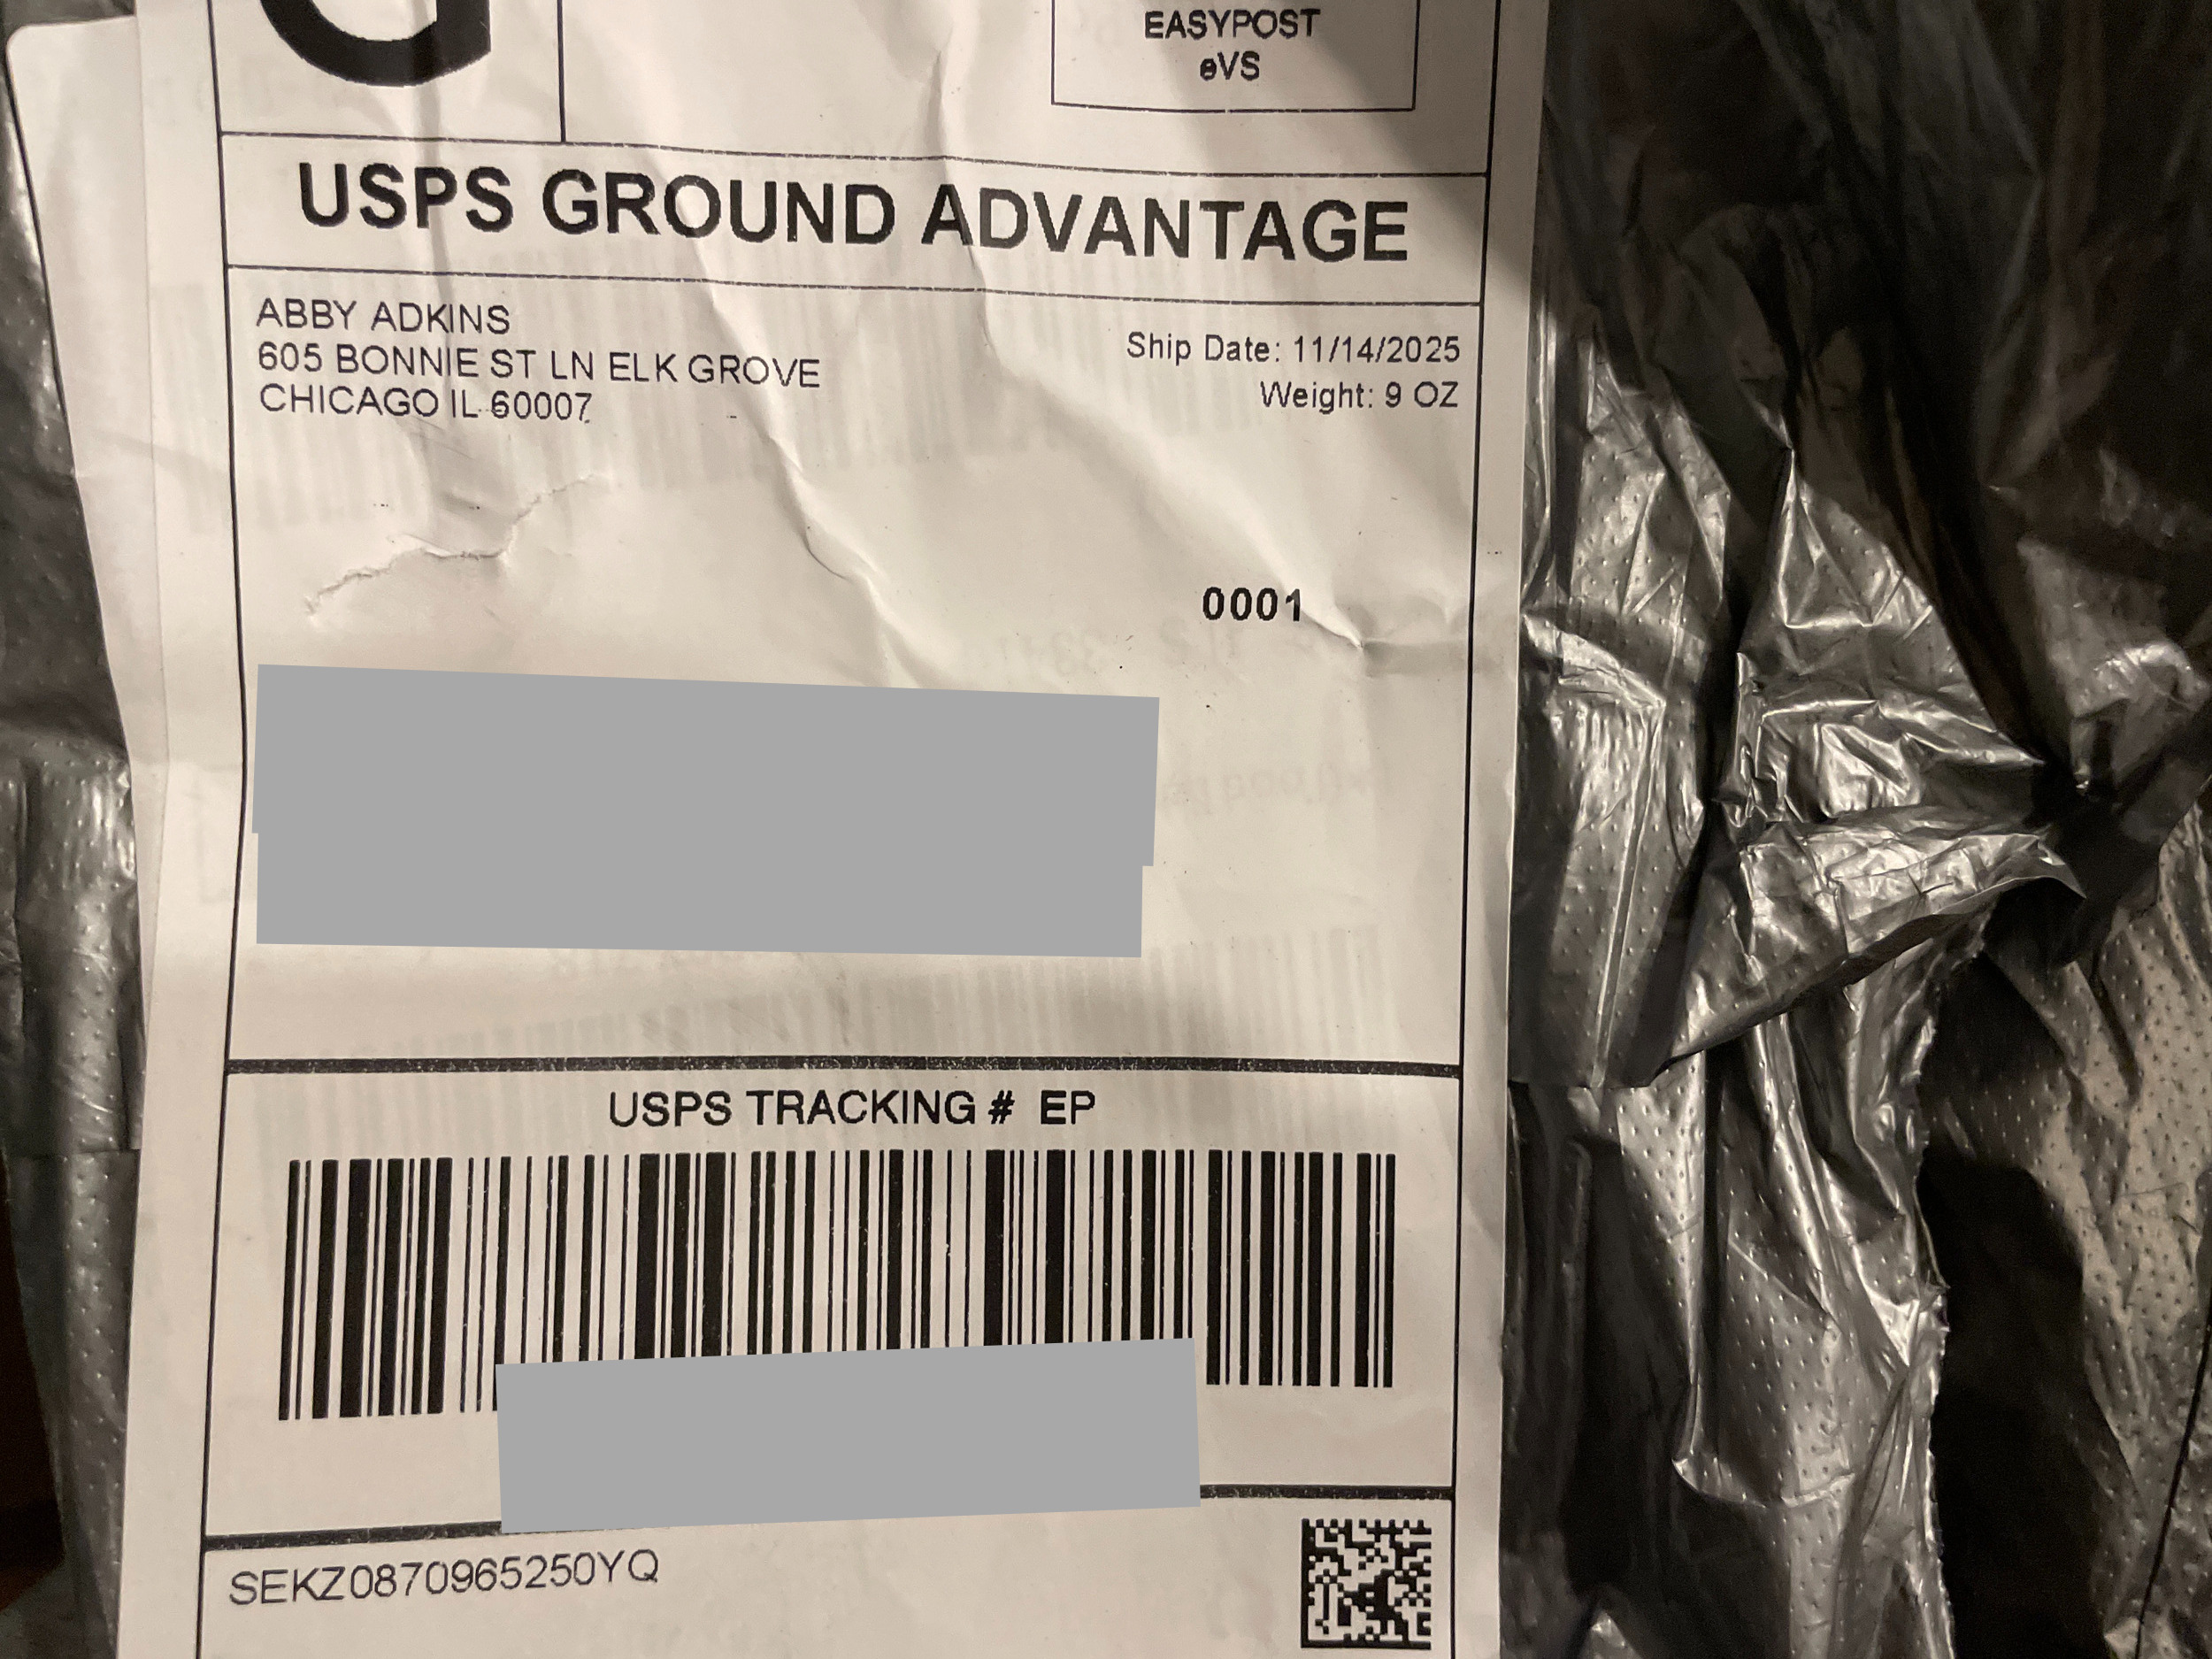 G
EASYPOST
eVS
USPS GROUND ADVANTAGE
ABBY ADKINS
605 BONNIE ST LN ELK GROVE
CHICAGO IL 60007
Ship Date: 11/14/2025
Weight: 9 OZ
0001
USPS TRACKING # EP
SEKZ0870965250YQ